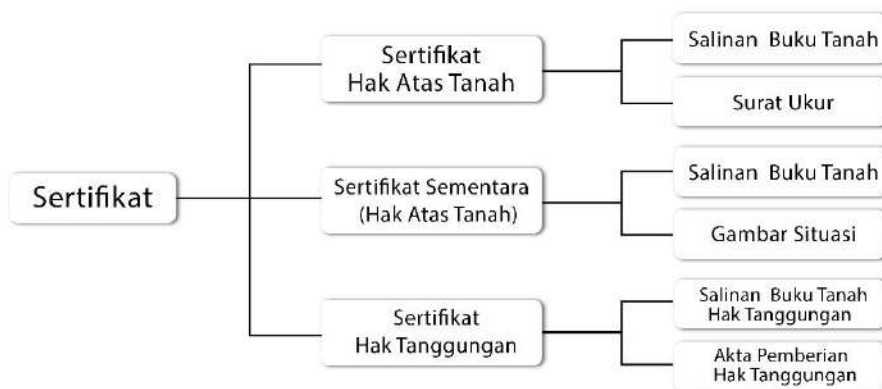 Sertifikat
Sertifikat
Hak Atas Tanah
Salinan Buku Tanah
Surat Ukur
Sertifikat Sementara
(Hak Atas Tanah)
Salinan Buku Tanah
Gambar Situasi
Sertifikat
Hak Tanggungan
Salinan Buku Tanah
Hak Tanggungan
Akta Pemberian
Hak Tanggungan